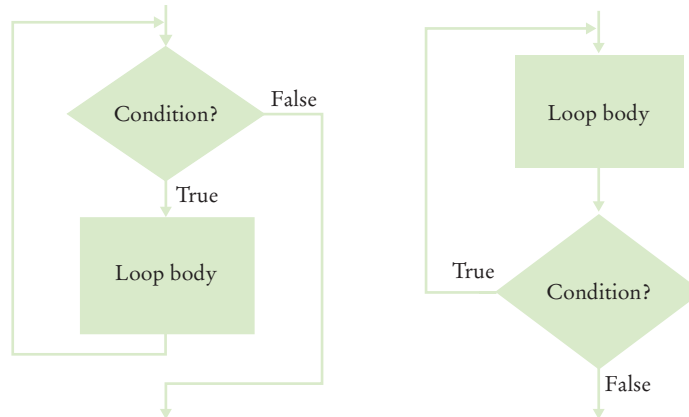 Condition?
False
True
Loop body
Loop body
True
Condition?
False